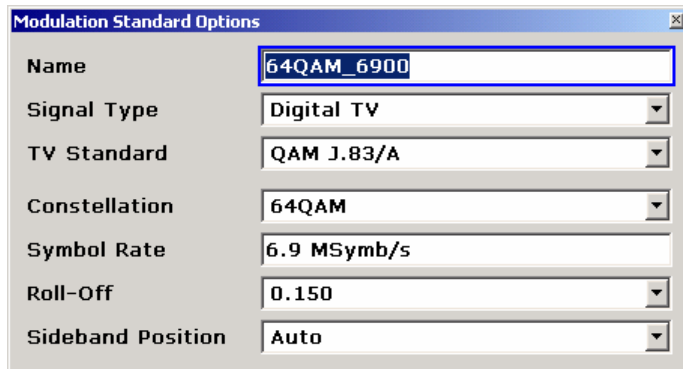 Modulation Standard Options
Name 64QAM_6900
Signal Type Digital TV
TV Standard QAM J.83/A
Constellation 64QAM
Symbol Rate 6.9 MSymb/s
Roll-Off 0.150
Sideband Position Auto